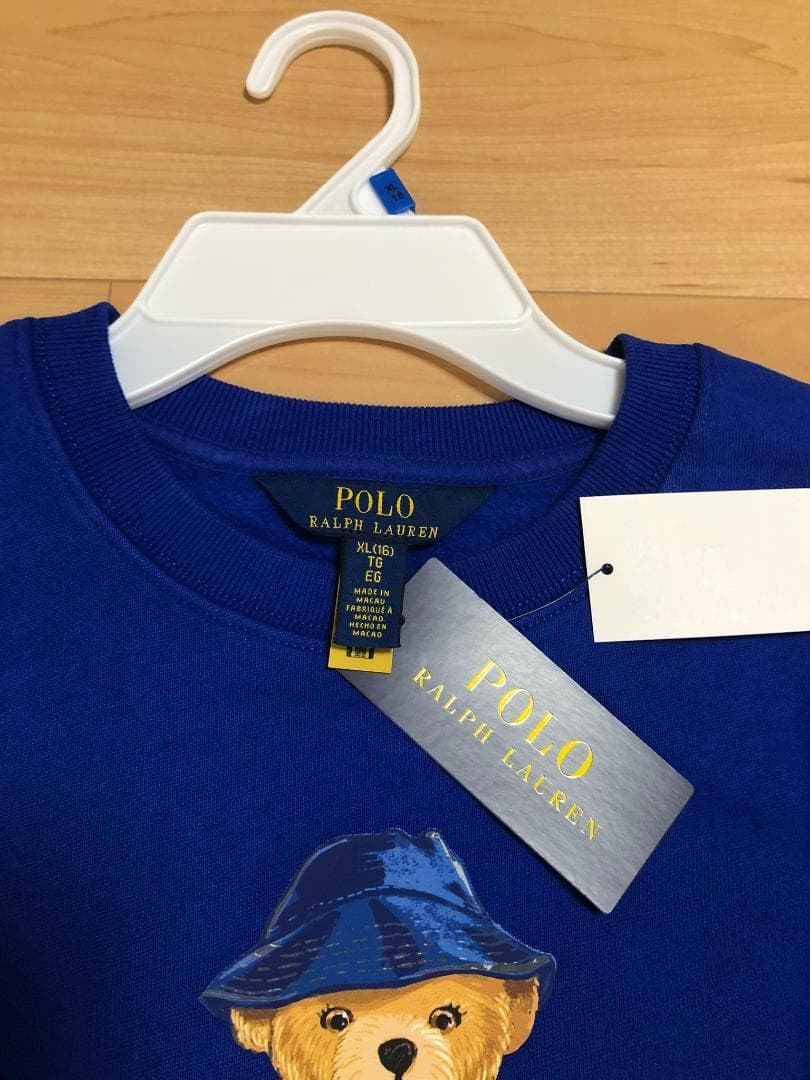 XL
16
POLO
RALPH LAUREN
XL(16)
TG
EG
MADE IN
MACAU
FABRIQUÉ À
MACAO
HECHO EN
MACAO
POLO
RALPH LAUREN